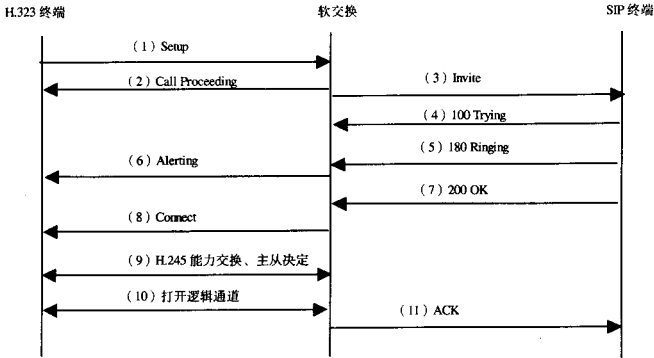 H.323 终端 软交换 SIP 终端
(1) Setup
(2) Call Proceeding
(3) Invite
(4) 100 Trying
(5) 180 Ringing
(6) Alerting
(7) 200 OK
(8) Connect
(9) H.245 能力交换、主从决定
(10) 打开逻辑通道
(11) ACK